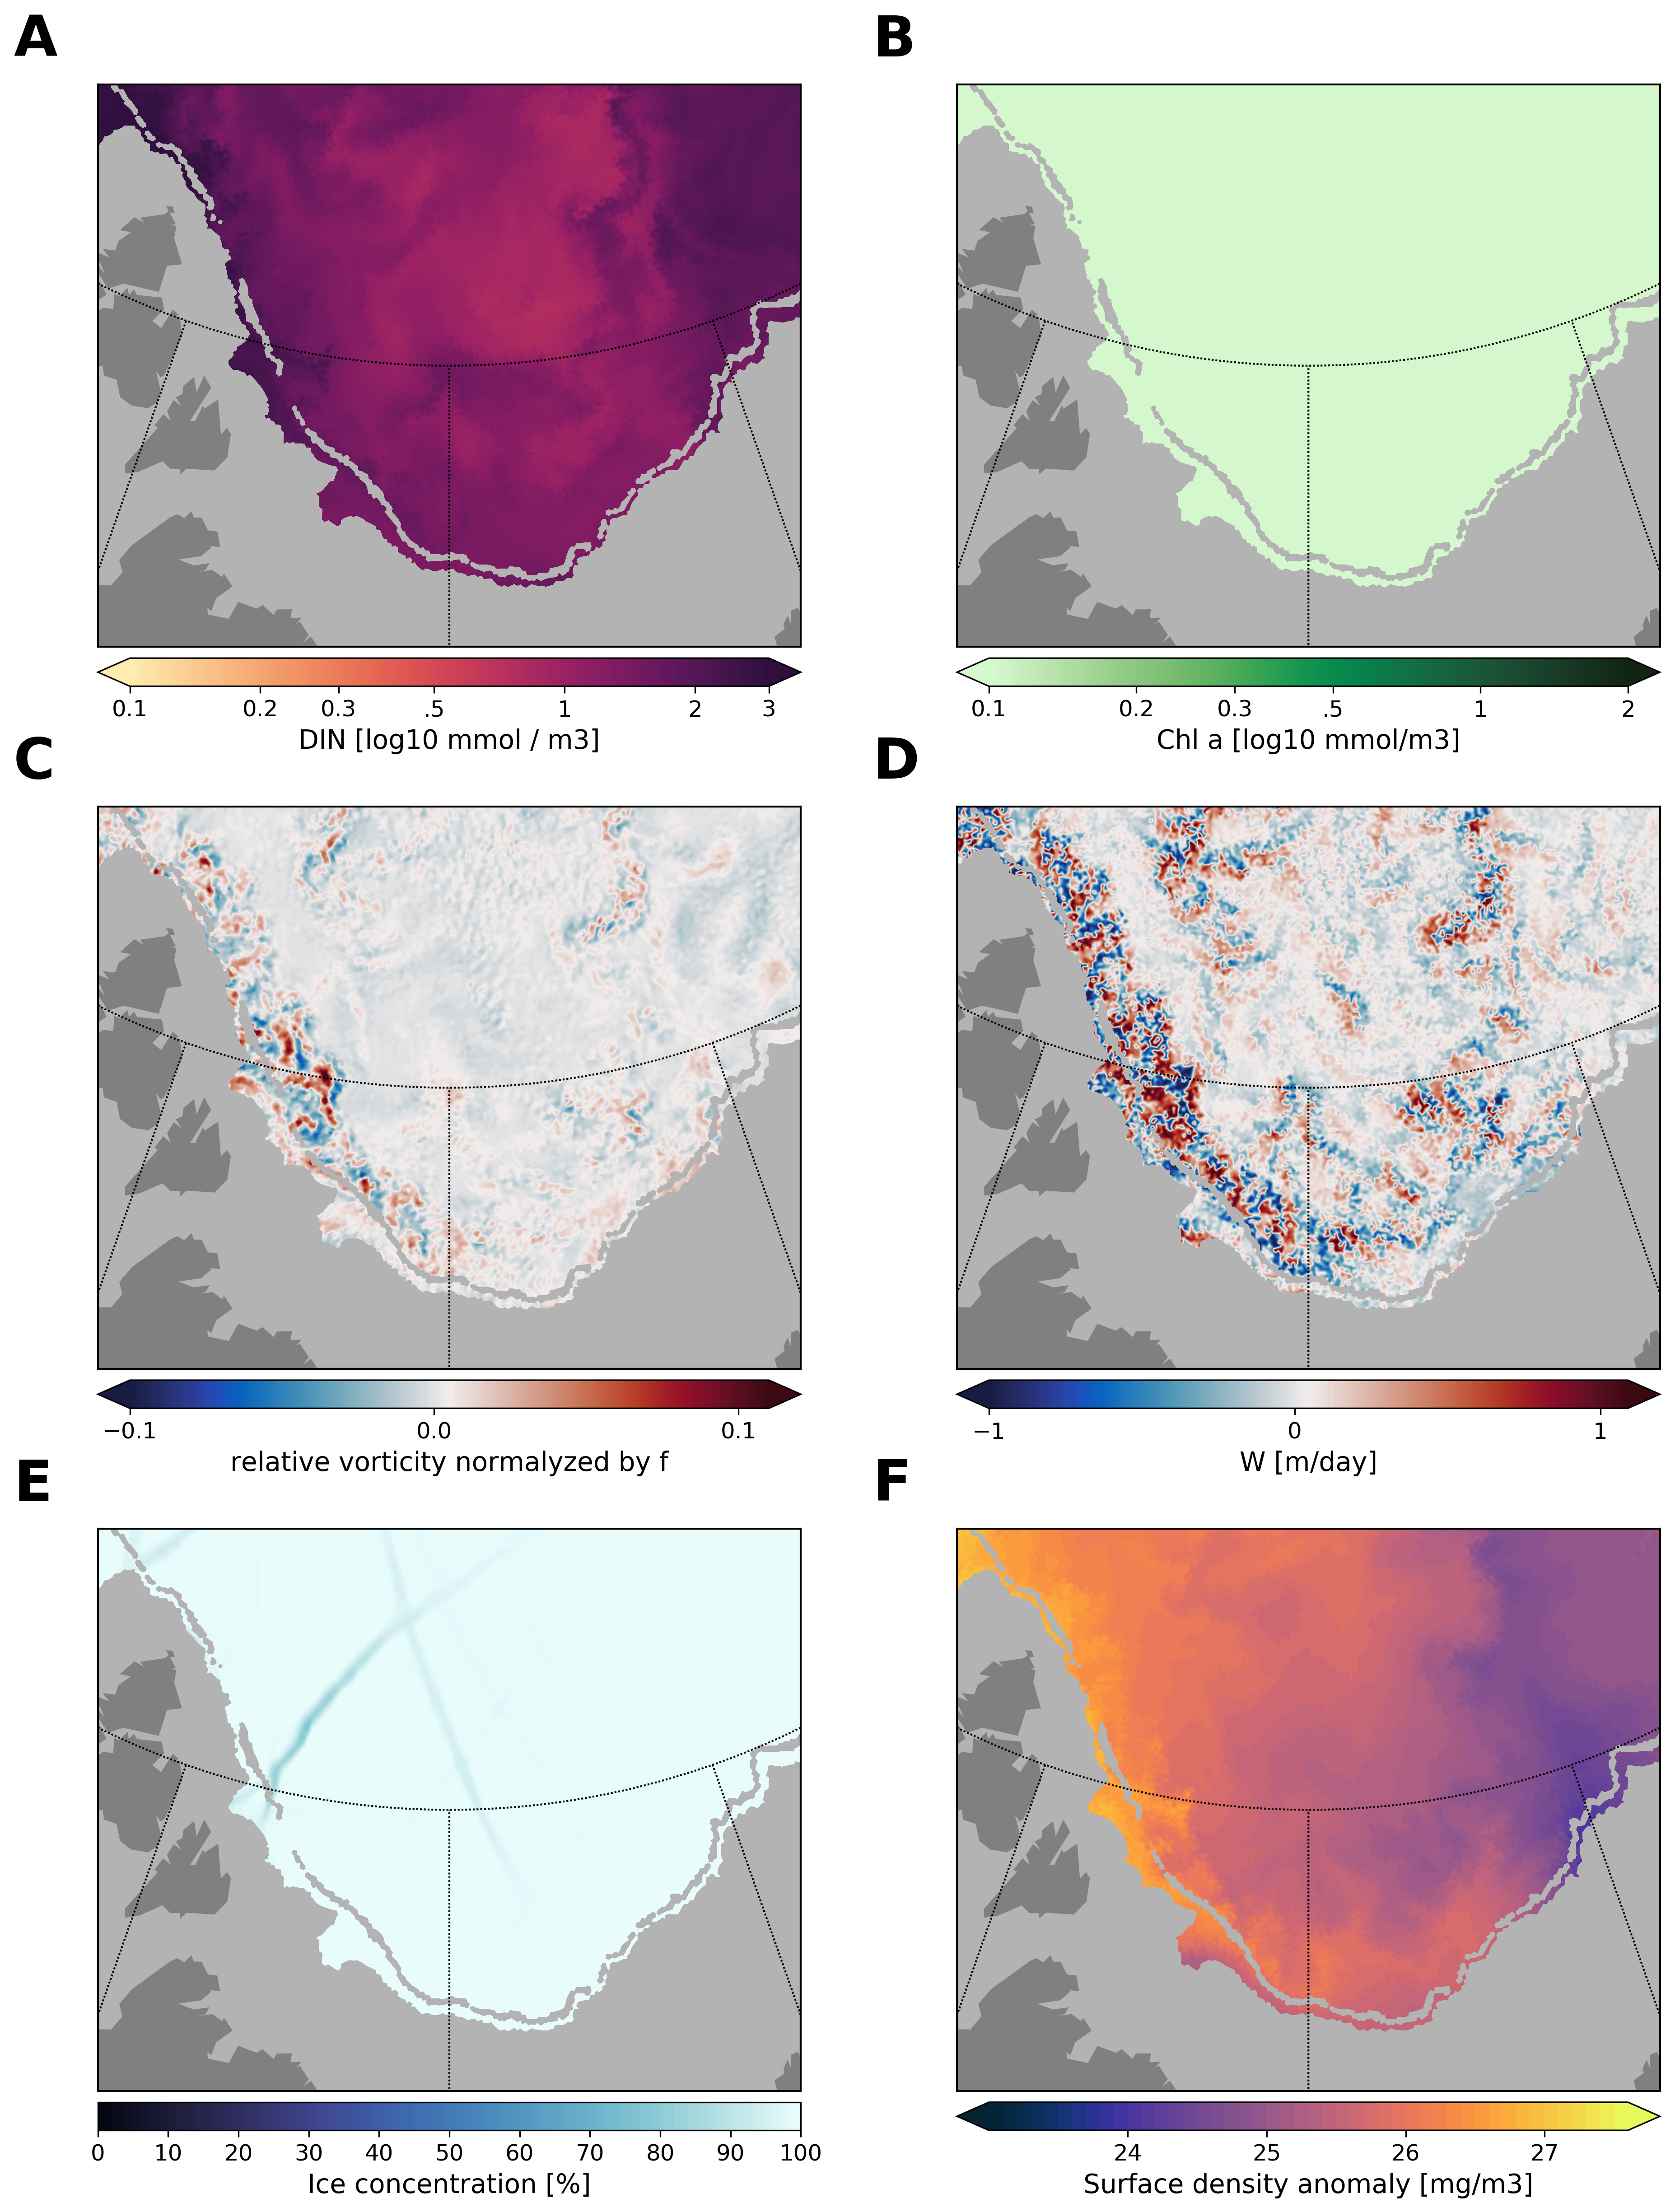 A
B
0.1 0.2 0.3 .5 1 2 3
DIN [log10 mmol / m3]
0.1 0.2 0.3 .5 1 2
Chl a [log10 mmol/m3]
C
D
−0.1 0.0 0.1
relative vorticity normalyzed by f
−1 0 1
W [m/day]
E
F
0 10 20 30 40 50 60 70 80 90 100
Ice concentration [%]
24 25 26 27
Surface density anomaly [mg/m3]